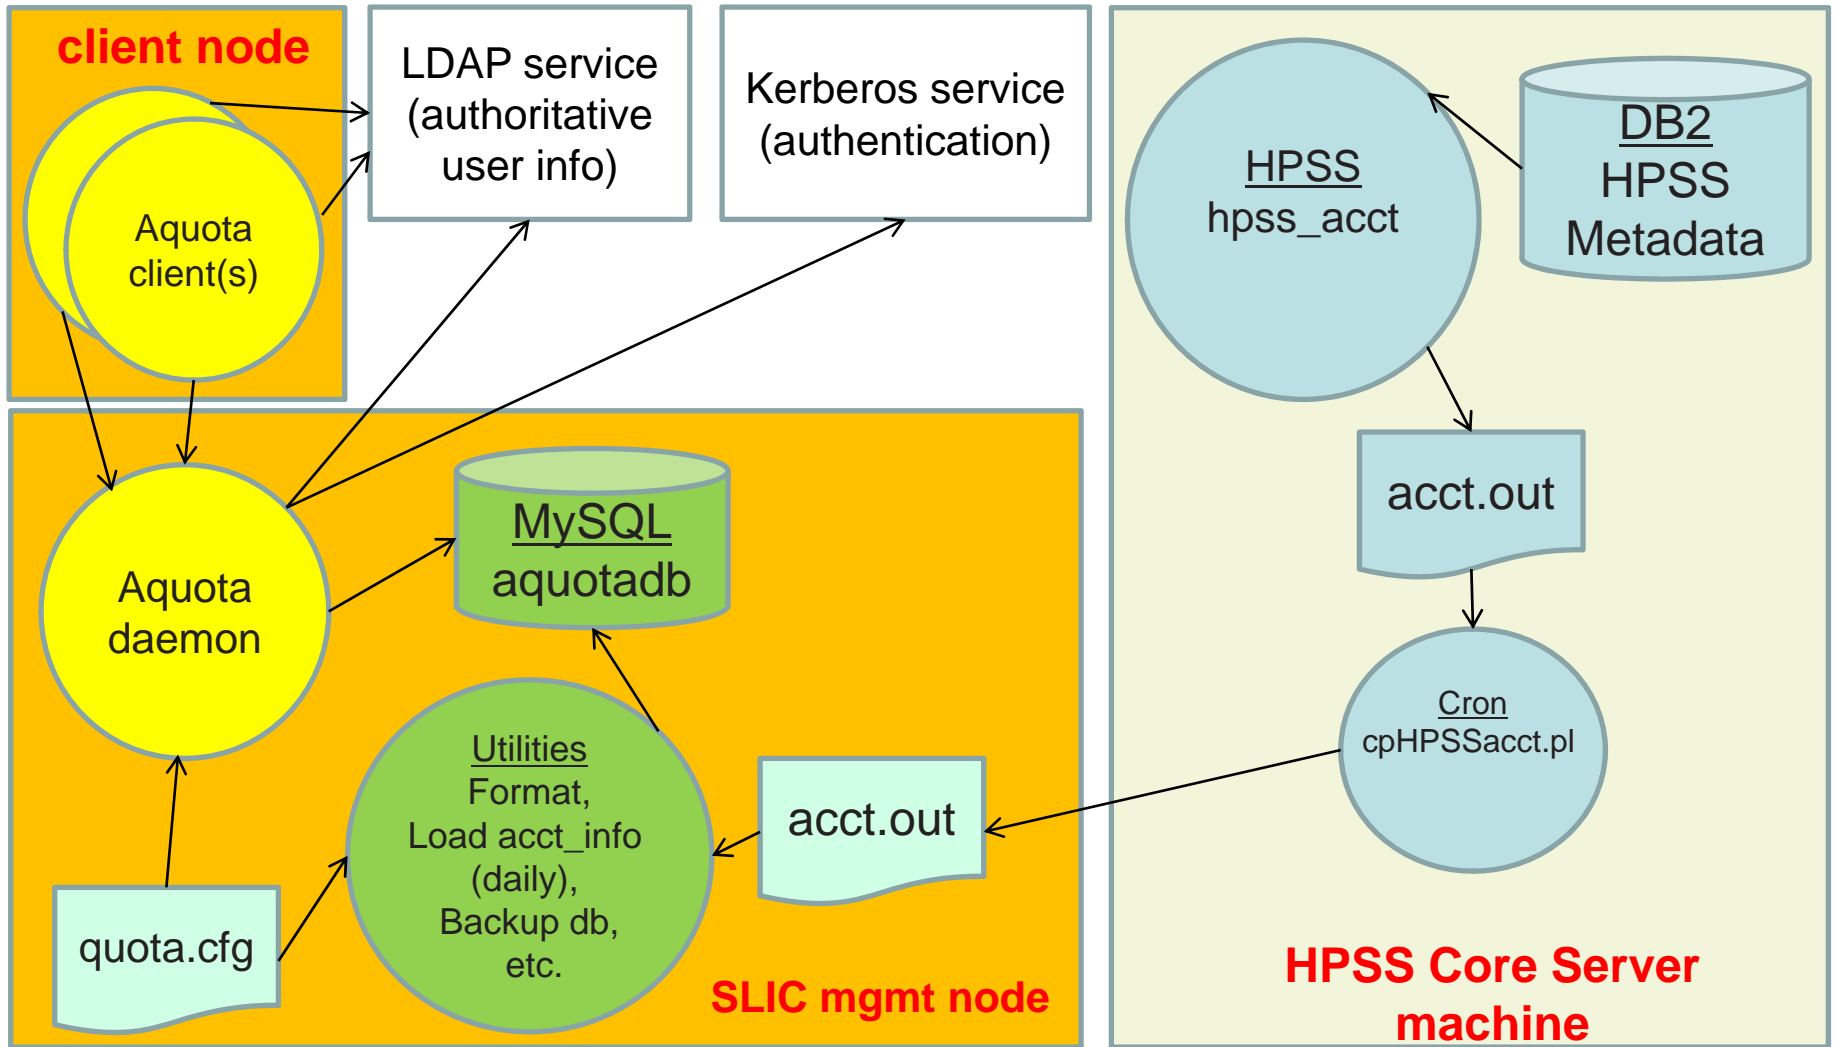 client node
Aquota
client(s)
LDAP service
(authoritative
user info)
Kerberos service
(authentication)
HPSS
hpss_acct
DB2
HPSS
Metadata
acct.out
Cron
cpHPSSacct.pl
HPSS Core Server
machine
Aquota
daemon
MySQL
aquotadb
Utilities
Format,
Load acct_info
(daily),
Backup db,
etc.
acct.out
quota.cfg
SLIC mgmt node